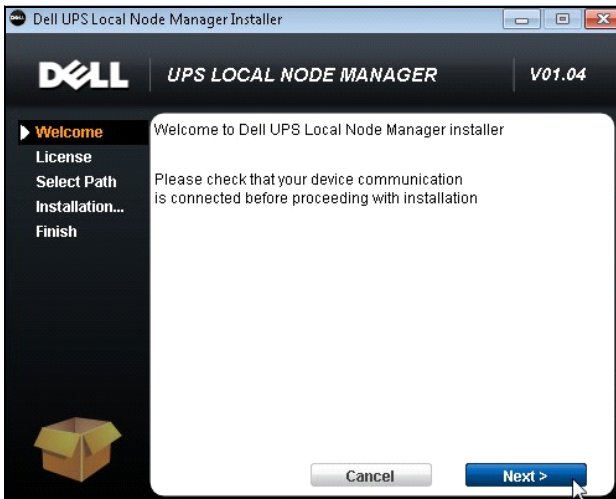 Dell UPS Local Node Manager Installer
DELL
UPS LOCAL NODE MANAGER
V01.04
Welcome
License
Select Path
Installation...
Finish
Welcome to Dell UPS Local Node Manager installer
Please check that your device communication
is connected before proceeding with installation
Cancel
Next >